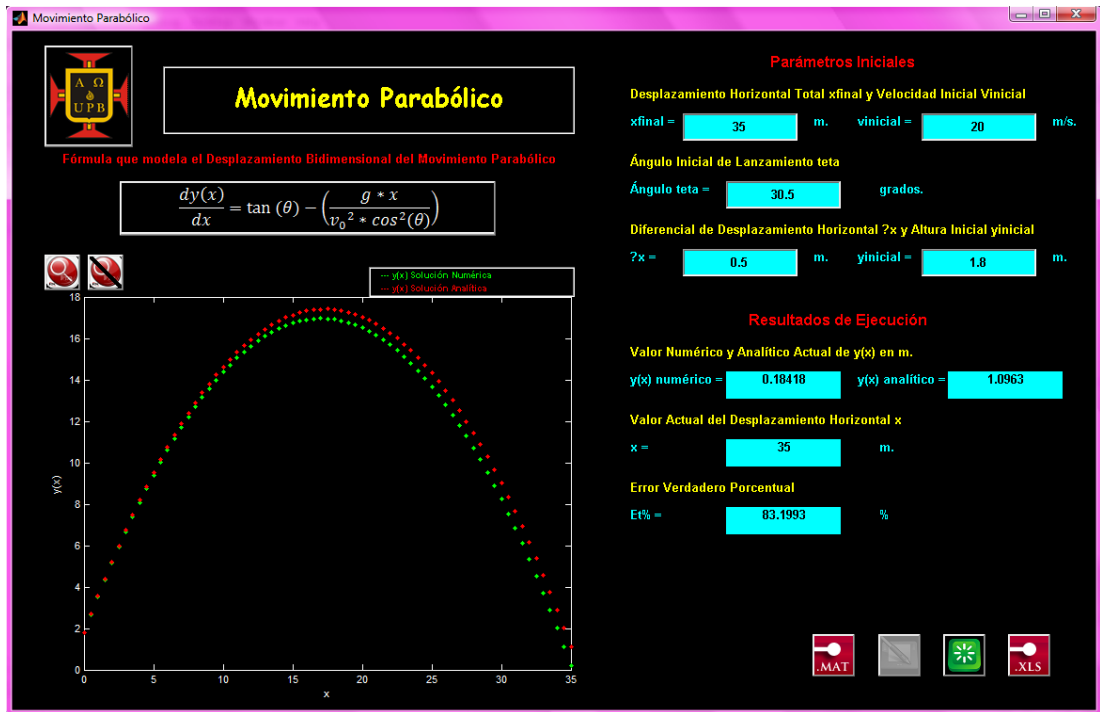 Movimiento Parabólico
Α Ω
UPB
Movimiento Parabólico
Fórmula que modela el Desplazamiento Bidimensional del Movimiento Parabólico
dy(x)/dx = tan (θ) − (g * x / v₀² * cos²(θ))
--- y(x) Solución Numérica
--- y(x) Solución Analítica
18
16
14
12
10
8
6
4
2
0
y(x)
0 5 10 15 20 25 30 35
x
Parámetros Iniciales
Desplazamiento Horizontal Total xfinal y Velocidad Inicial Vinicial
xfinal = 35 m. vinicial = 20 m/s.
Ángulo Inicial de Lanzamiento teta
Ángulo teta = 30.5 grados.
Diferencial de Desplazamiento Horizontal ?x y Altura Inicial yinicial
?x = 0.5 m. yinicial = 1.8 m.
Resultados de Ejecución
Valor Numérico y Analítico Actual de y(x) en m.
y(x) numérico = 0.18418 y(x) analítico = 1.0963
Valor Actual del Desplazamiento Horizontal x
x = 35 m.
Error Verdadero Porcentual
Et% = 83.1993 %
.MAT
.XLS